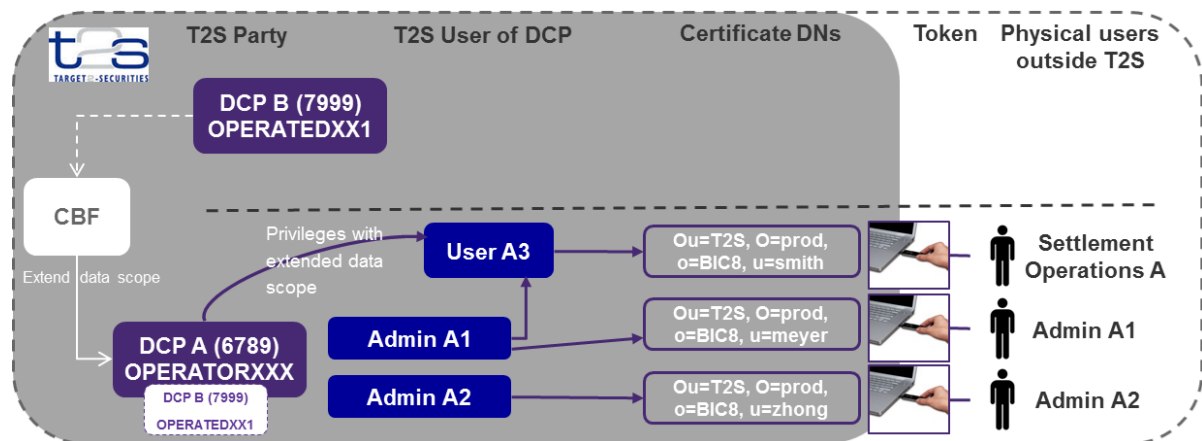 t2s
TARGET2-SECURITIES
T2S Party
T2S User of DCP
Certificate DNs
Token
Physical users
outside T2S
DCP B (7999)
OPERATEDXX1
CBF
Extend data scope
Privileges with
extended data
scope
User A3
Ou=T2S, O=prod,
o=BIC8, u=smith
Settlement
Operations A
DCP A (6789)
OPERATORXXX
DCP B (7999)
OPERATEDXX1
Admin A1
Ou=T2S, O=prod,
o=BIC8, u=meyer
Admin A1
Admin A2
Ou=T2S, O=prod,
o=BIC8, u=zhong
Admin A2